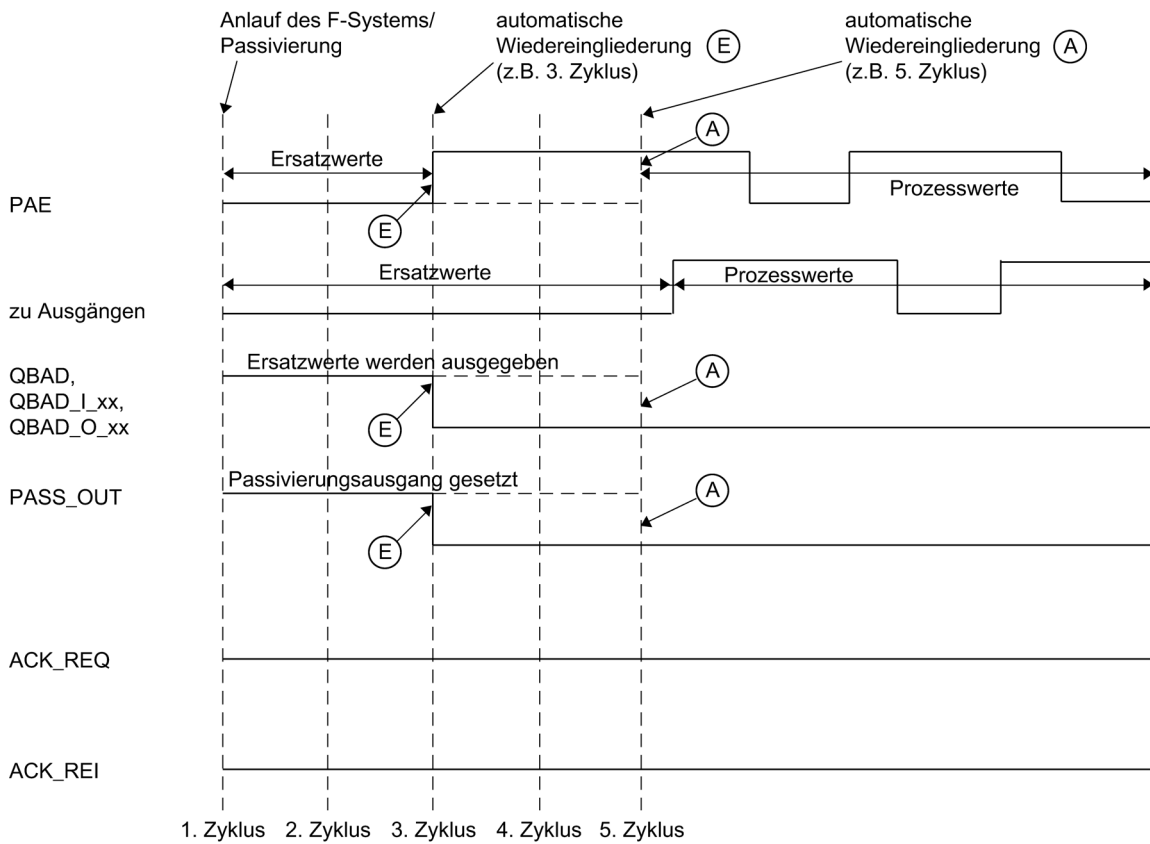 Anlauf des F-Systems/
Passivierung
automatische
Wiedereingliederung E
(z.B. 3. Zyklus)
automatische
Wiedereingliederung A
(z.B. 5. Zyklus)
A
Ersatzwerte
Prozesswerte
PAE
E
Ersatzwerte
Prozesswerte
zu Ausgängen
Ersatzwerte werden ausgegeben
QBAD,
QBAD_I_xx,
QBAD_O_xx
A
E
Passivierungsausgang gesetzt
PASS_OUT
A
E
ACK_REQ
ACK_REI
1. Zyklus 2. Zyklus 3. Zyklus 4. Zyklus 5. Zyklus